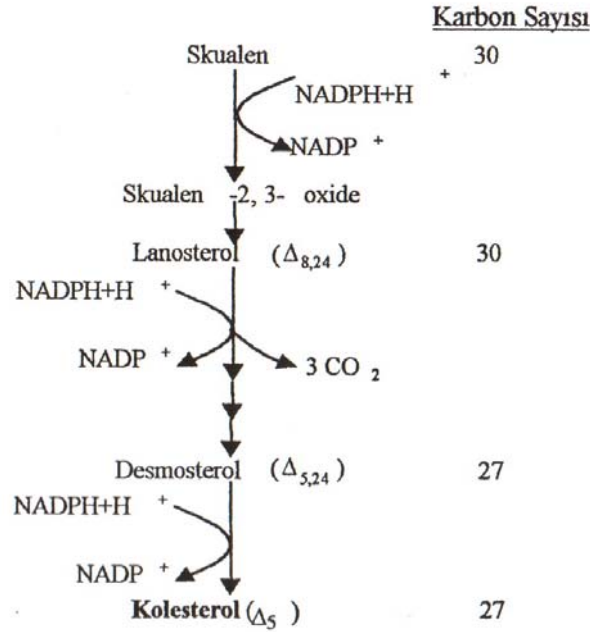 Karbon Sayısı
Skualen 30
NADPH+H +
NADP +
Skualen -2, 3- oxide
Lanosterol (Δ8,24) 30
NADPH+H +
NADP + 3 CO 2
Desmosterol (Δ5,24) 27
NADPH+H +
NADP +
Kolesterol (Δ5 ) 27